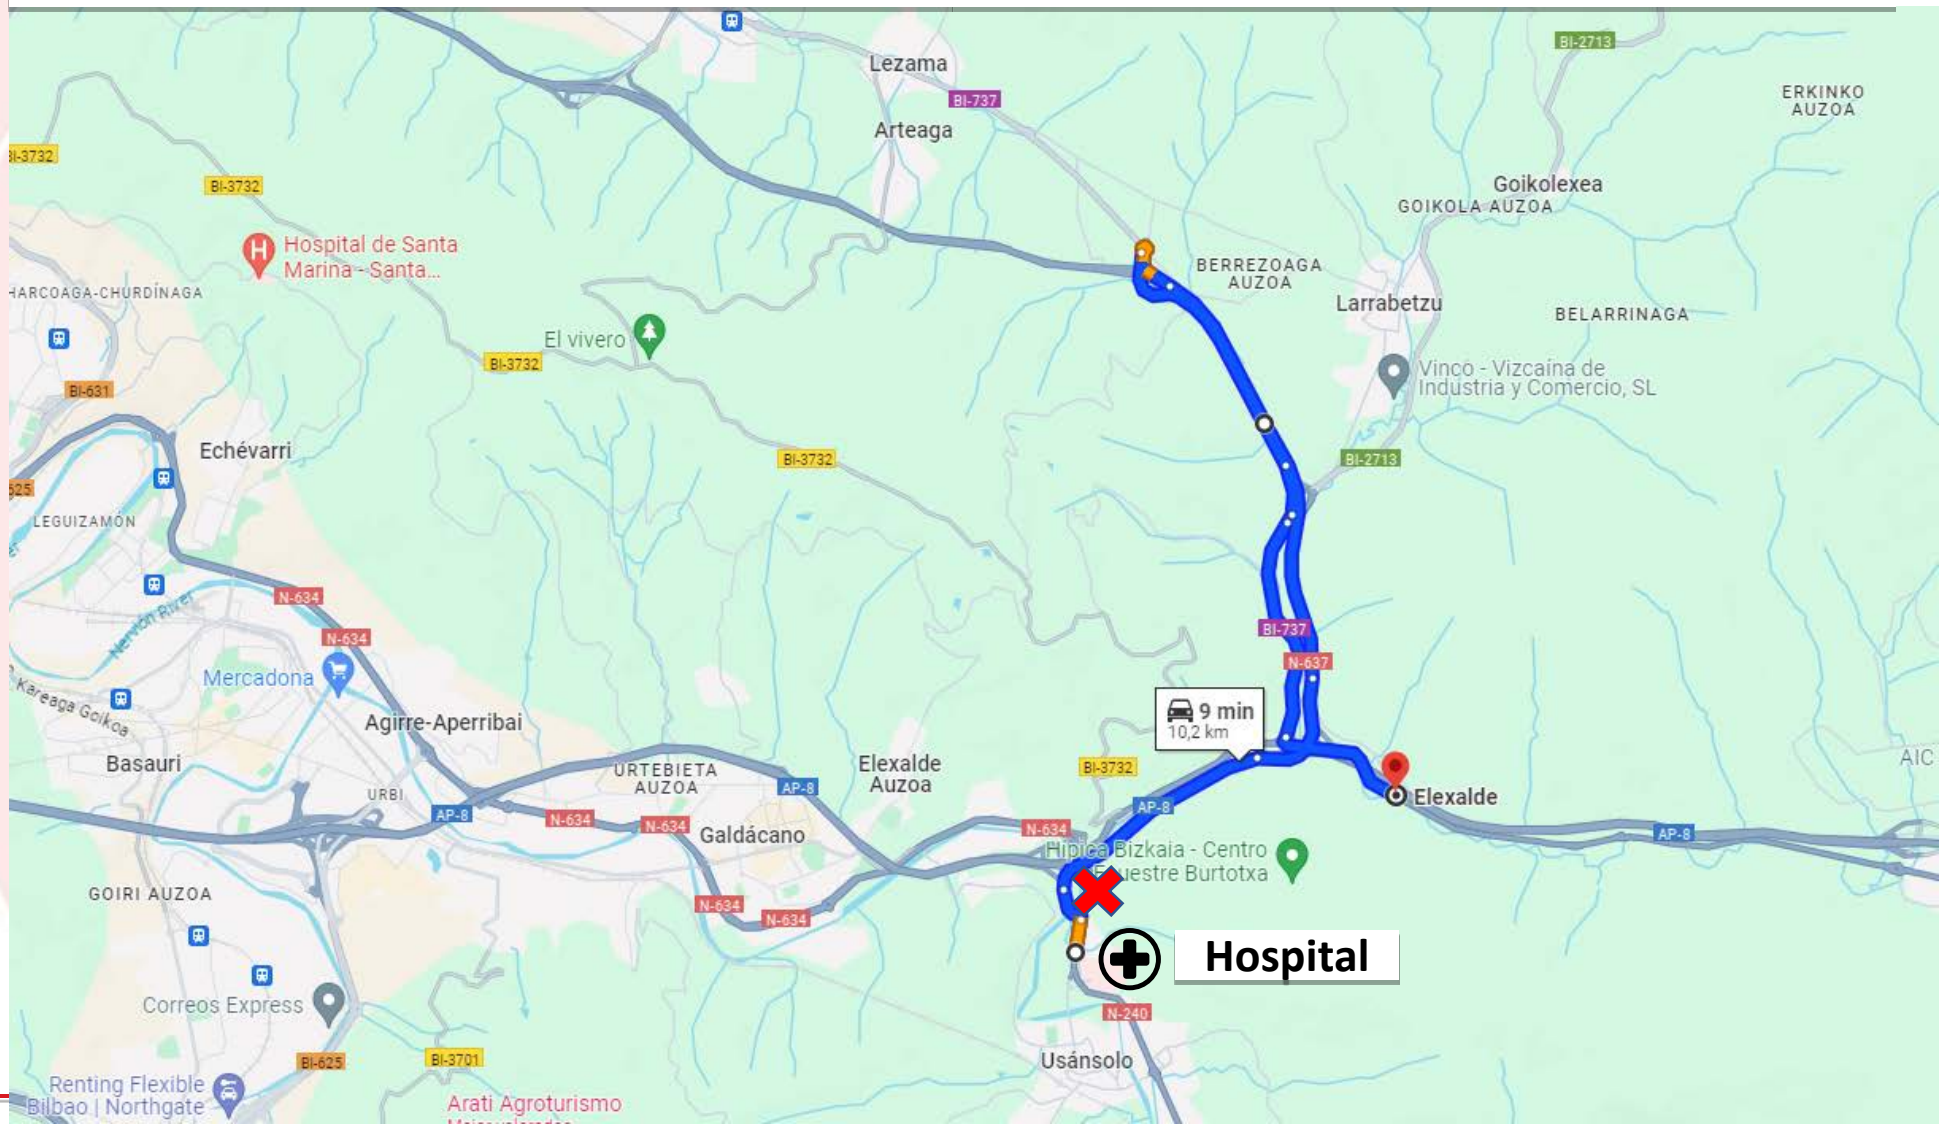 Lezama
BI-2713
BI-737
ERKINKO
AUZOA
Arteaga
BI-3732
Goikolexea
GOIKOLA AUZOA
Hospital de Santa
Marina - Santa...
BERREZOAGA
AUZOA
Larrabetzu
BELARRINAGA
El vivero
BI-3732
Vinco - Vizcaína de
Industria y Comercio, SL
BI-631
Echévarri
BI-3732
BI-2713
LEGUIZAMÓN
N-634
Nervión River
N-634
BI-737
N-637
Mercadona
Kareaga Goikoa
Agirre-Aperribai
9 min
10,2 km
Basauri
URTEBIETA
AUZOA
Elexalde
Auzoa
BI-3732
AIC
URBI
AP-8
AP-8
AP-8
Elexalde
N-634
N-634
Galdácano
N-634
AP-8
Hípica Bizkaia - Centro
Ecuestre Burtotxa
GOIRI AUZOA
N-634
N-634
Hospital
Correos Express
N-240
BI-625
BI-3701
Usánsolo
Renting Flexible
Bilbao | Northgate
Arati Agroturismo